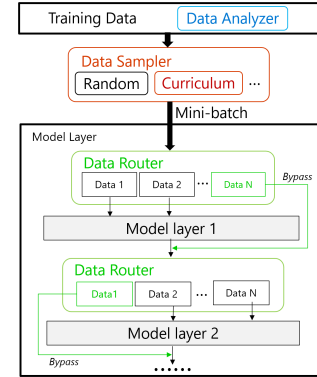 Training Data Data Analyzer
Data Sampler
Random Curriculum ...
Mini-batch
Model Layer
Data Router
Bypass
Data 1 Data 2 ... Data N
Model layer 1
Data Router
Data1 Data 2 ... Data N
Model layer 2
Bypass
......